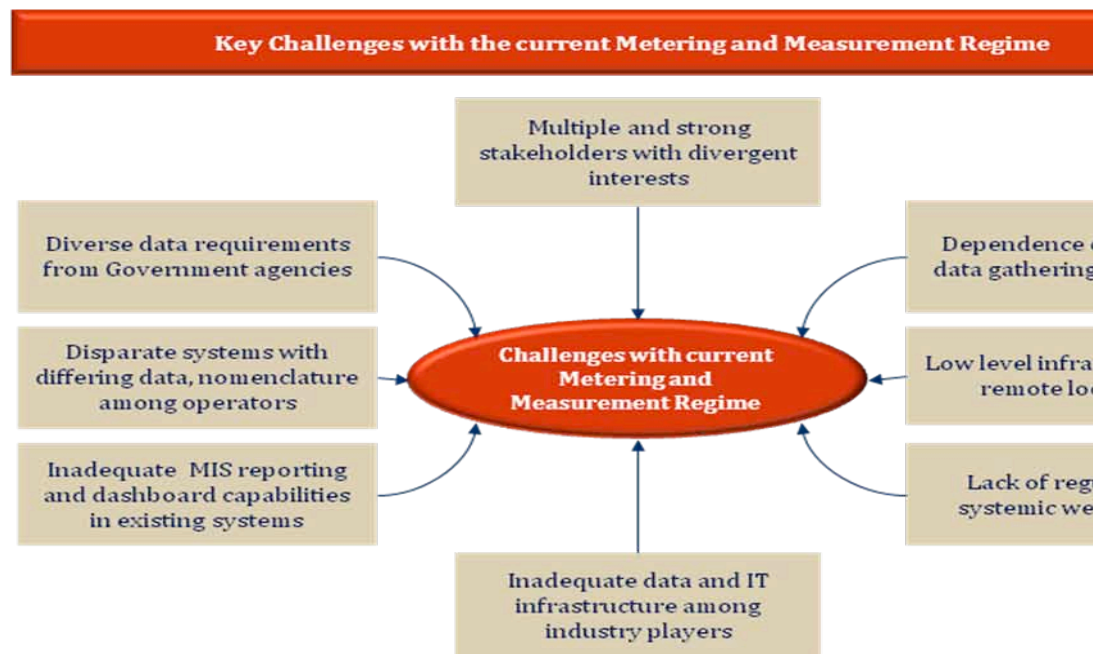 Key Challenges with the current Metering and Measurement Regime
Multiple and strong
stakeholders with divergent
interests
Diverse data requirements
from Government agencies
Dependence
data gathering
Disparate systems with
differing data, nomenclature
among operators
Challenges with current
Metering and
Measurement Regime
Low level
remote
Inadequate MIS reporting
and dashboard capabilities
in existing systems
Lack of
systemic
Inadequate data and IT
infrastructure among
industry players